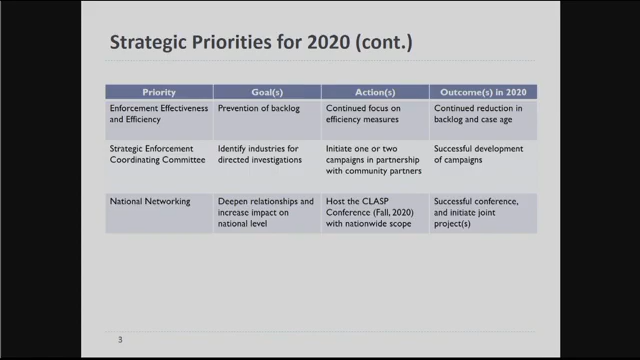 Strategic Priorities for 2020 (cont.)
Priority Goal(s) Action(s) Outcome(s) in 2020
Enforcement Effectiveness Prevention of backlog Continued focus on Continued reduction in
and Efficiency efficiency measures backlog and case age
Strategic Enforcement Identify industries for Initiate one or two Successful development
Coordinating Committee directed investigations campaigns in partnership of campaigns
with community partners
National Networking Deepen relationships and Host the CLASP Successful conference,
increase impact on Conference (Fall, 2020) and initiate joint
national level with nationwide scope project(s)
3